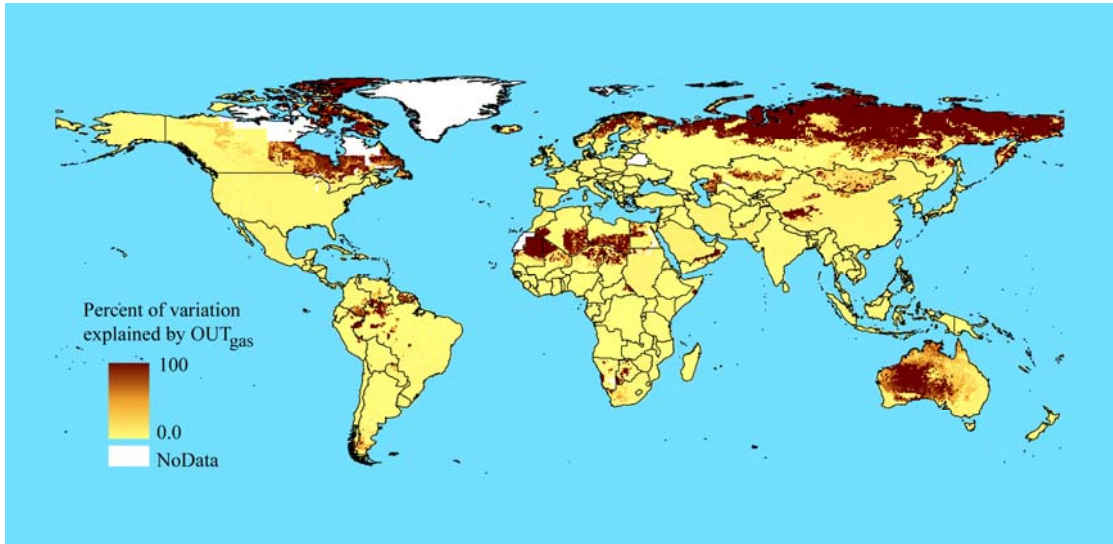 Percent of variation
explained by OUTgas
100
0.0
NoData